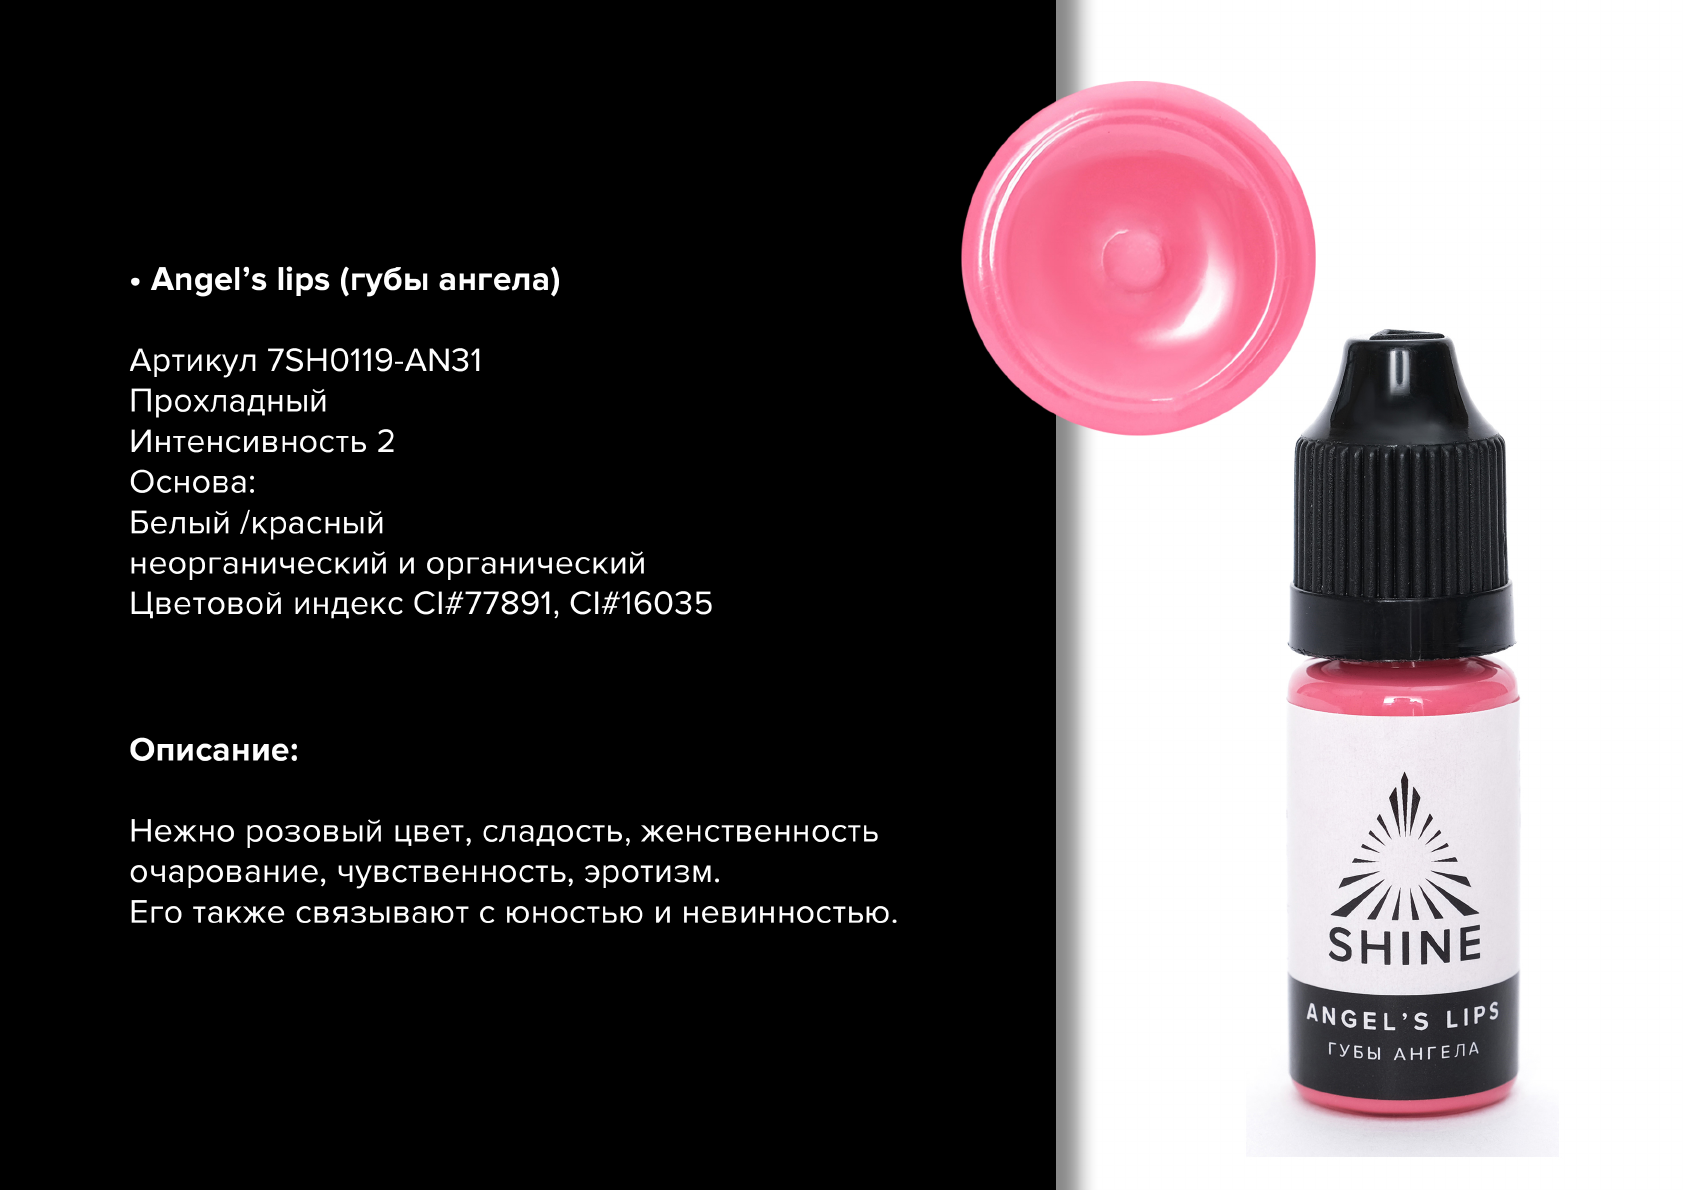 • Angel’s lips (губы ангела)
Артикул 7SH0119-AN31
Прохладный
Интенсивность 2
Основа:
Белый /красный
неорганический и органический
Цветовой индекс CI#77891, CI#16035
Описание:
Нежно розовый цвет, сладость, женственность
очарование, чувственность, эротизм.
Его также связывают с юностью и невинностью.
SHINE
ANGEL’S LIPS
ГУБЫ АНГЕЛА